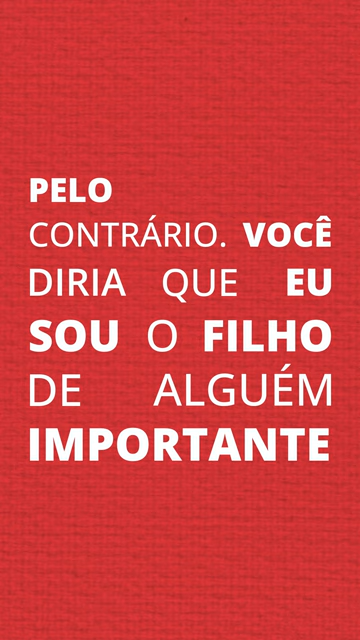 PELO
CONTRÁRIO. VOCÊ
DIRIA QUE EU
SOU O FILHO
DE ALGUÉM
IMPORTANTE